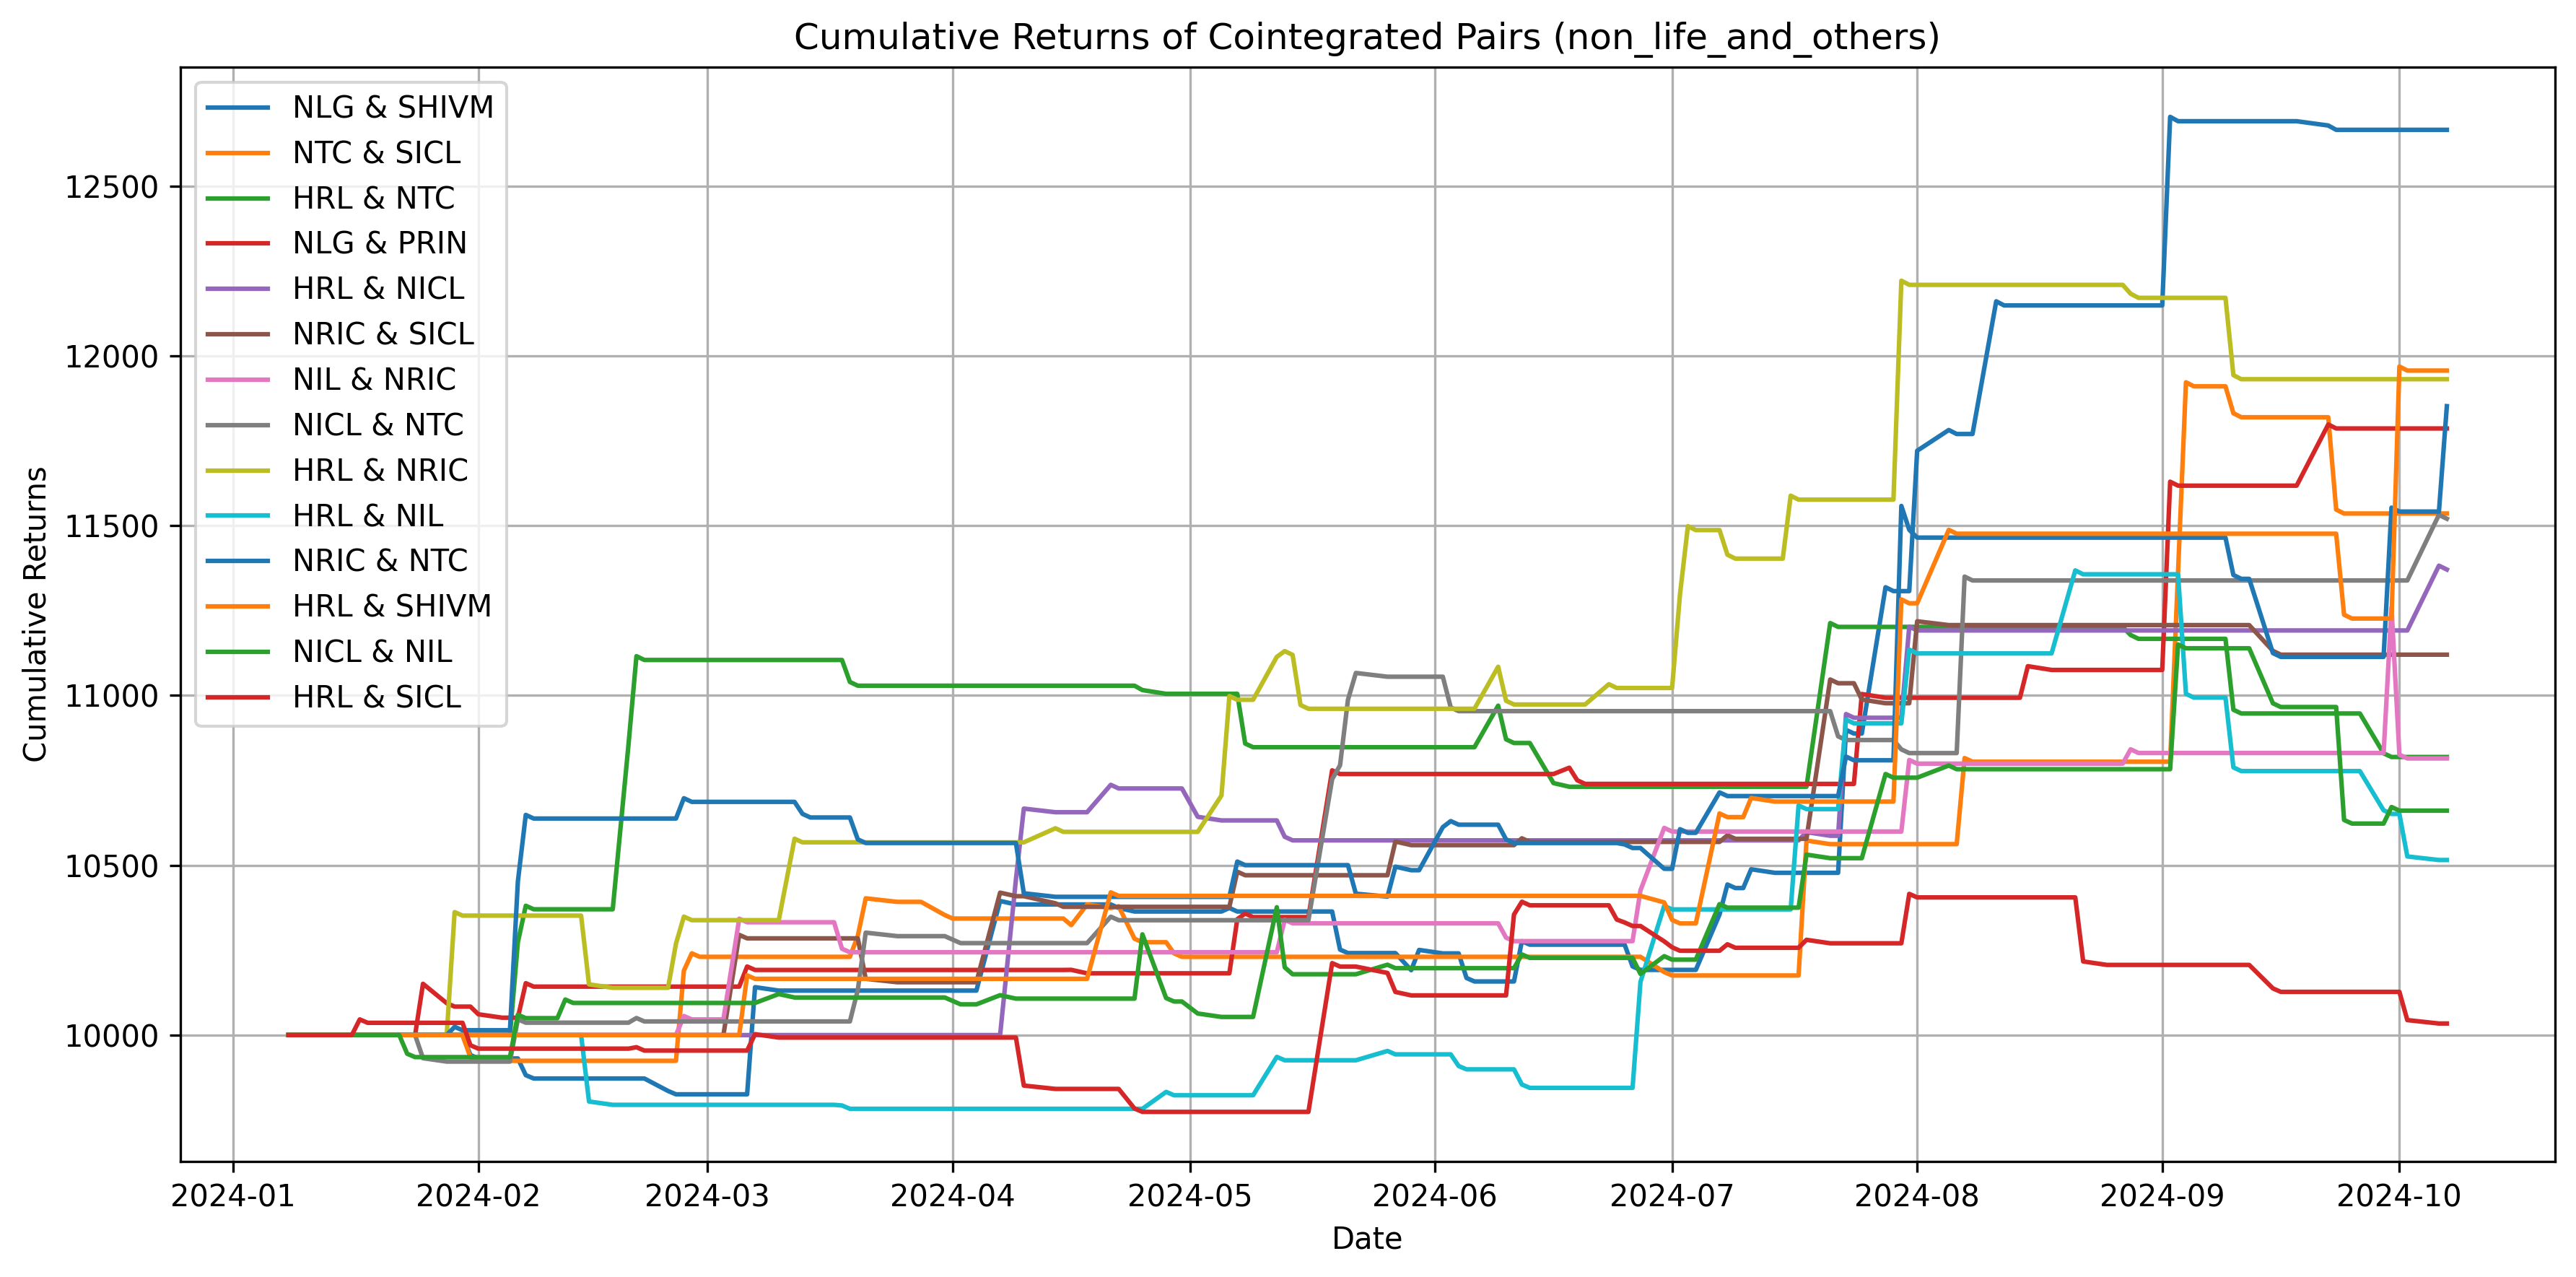 Cumulative Returns of Cointegrated Pairs (non_life_and_others)
NLG & SHIVM
NTC & SICL
HRL & NTC
NLG & PRIN
HRL & NICL
NRIC & SICL
NIL & NRIC
NICL & NTC
HRL & NRIC
HRL & NIL
NRIC & NTC
HRL & SHIVM
NICL & NIL
HRL & SICL
Cumulative Returns
12500
12000
11500
11000
10500
10000
2024-01 2024-02 2024-03 2024-04 2024-05 2024-06 2024-07 2024-08 2024-09 2024-10
Date